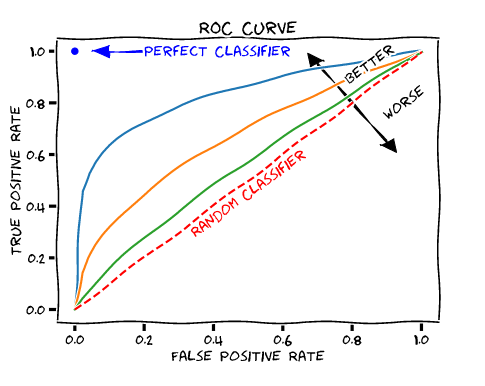 ROC CURVE
1.0
PERFECT CLASSIFIER
BETTER
WORSE
0.8
0.6
RANDOM CLASSIFIER
0.4
0.2
0.0
TRUE POSITIVE RATE
0.0 0.2 0.4 0.6 0.8 1.0
FALSE POSITIVE RATE